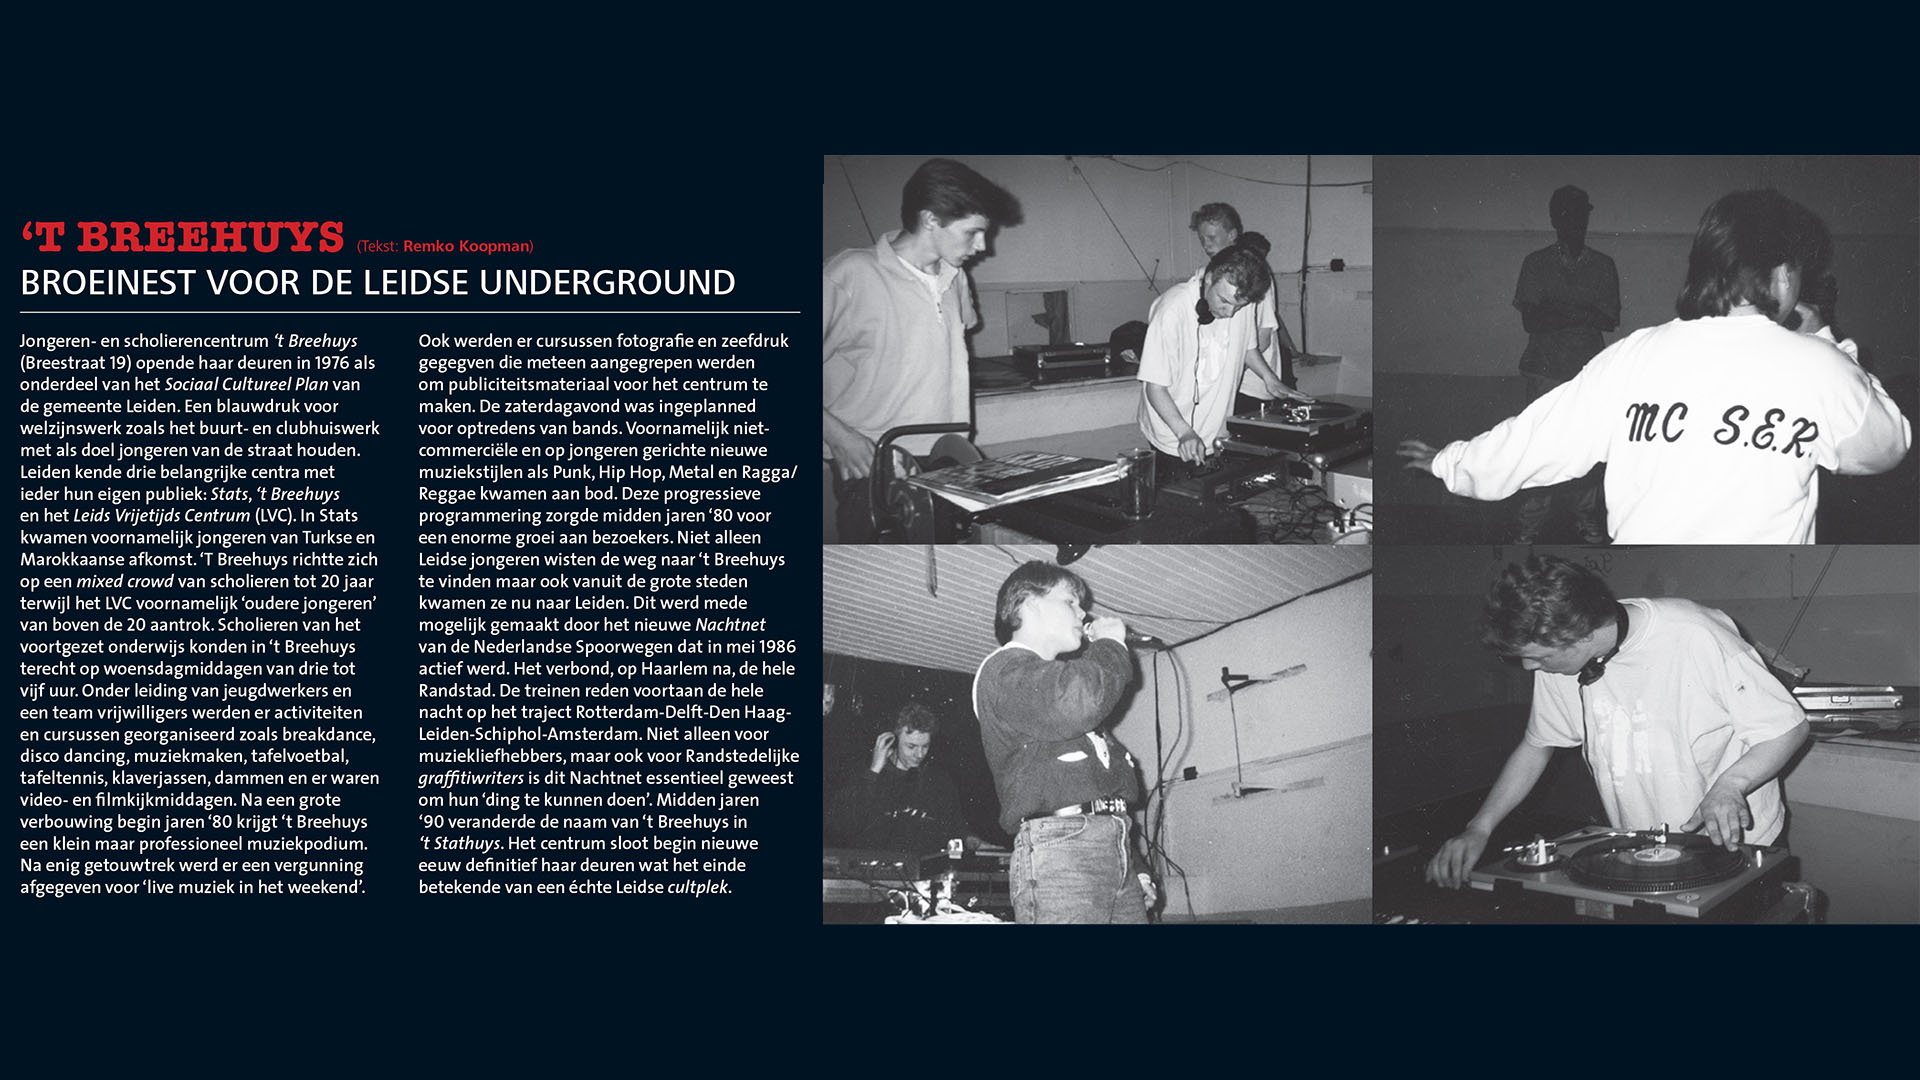 ‘T BREEHUYS (Tekst: Remko Koopman)
BROEINEST VOOR DE LEIDSE UNDERGROUND
Jongeren- en scholierencentrum ‘t Breehuys
(Breestraat 19) opende haar deuren in 1976 als
onderdeel van het Sociaal Cultureel Plan van
de gemeente Leiden. Een blauwdruk voor
welzijnswerk zoals het buurt- en clubhuiswerk
met als doel jongeren van de straat houden.
Leiden kende drie belangrijke centra met
ieder hun eigen publiek: Stats, ‘t Breehuys
en het Leids Vrijetijds Centrum (LVC). In Stats
kwamen voornamelijk jongeren van Turkse en
Marokkaanse afkomst. ‘T Breehuys richtte zich
op een mixed crowd van scholieren tot 20 jaar
terwijl het LVC voornamelijk ‘oudere jongeren’
van boven de 20 aantrok. Scholieren van het
voortgezet onderwijs konden in ‘t Breehuys
terecht op woensdagmiddagen van drie tot
vijf uur. Onder leiding van jeugdwerkers en
een team vrijwilligers werden er activiteiten
en cursussen georganiseerd zoals breakdance,
disco dancing, muziekmaken, tafelvoetbal,
tafeltennis, klaverjassen, dammen en er waren
video- en filmkijkmiddagen. Na een grote
verbouwing begin jaren ‘80 krijgt ‘t Breehuys
een klein maar professioneel muziekpodium.
Na enig getouwtrek werd er een vergunning
afgegeven voor ‘live muziek in het weekend’.
Ook werden er cursussen fotografie en zeefdruk
gegegven die meteen aangegrepen werden
om publiciteitsmateriaal voor het centrum te
maken. De zaterdagavond was ingeplanned
voor optredens van bands. Voornamelijk niet-
commerciële en op jongeren gerichte nieuwe
muziekstijlen als Punk, Hip Hop, Metal en Ragga/
Reggae kwamen aan bod. Deze progressieve
programmering zorgde midden jaren ‘80 voor
een enorme groei aan bezoekers. Niet alleen
Leidse jongeren wisten de weg naar ‘t Breehuys
te vinden maar ook vanuit de grote steden
kwamen ze nu naar Leiden. Dit werd mede
mogelijk gemaakt door het nieuwe Nachtnet
van de Nederlandse Spoorwegen dat in mei 1986
actief werd. Het verbond, op Haarlem na, de hele
Randstad. De treinen reden voortaan de hele
nacht op het traject Rotterdam-Delft-Den Haag-
Leiden-Schiphol-Amsterdam. Niet alleen voor
muziekliefhebbers, maar ook voor Randstedelijke
graffitiwriters is dit Nachtnet essentieel geweest
om hun ‘ding te kunnen doen’. Midden jaren
‘90 veranderde de naam van ‘t Breehuys in
‘t Stathuys. Het centrum sloot begin nieuwe
eeuw definitief haar deuren wat het einde
betekende van een échte Leidse cultplek.
MC S.E.R.